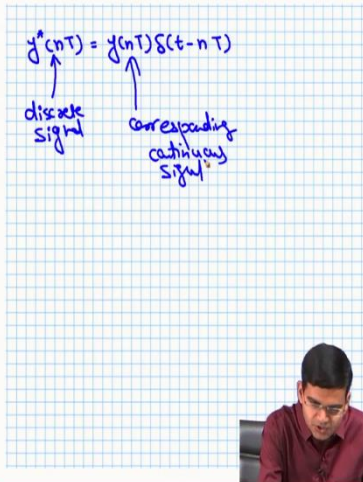 y*(nT) = y(nT) δ(t-nT)
discrete
signal
corresponding
continuous
signal